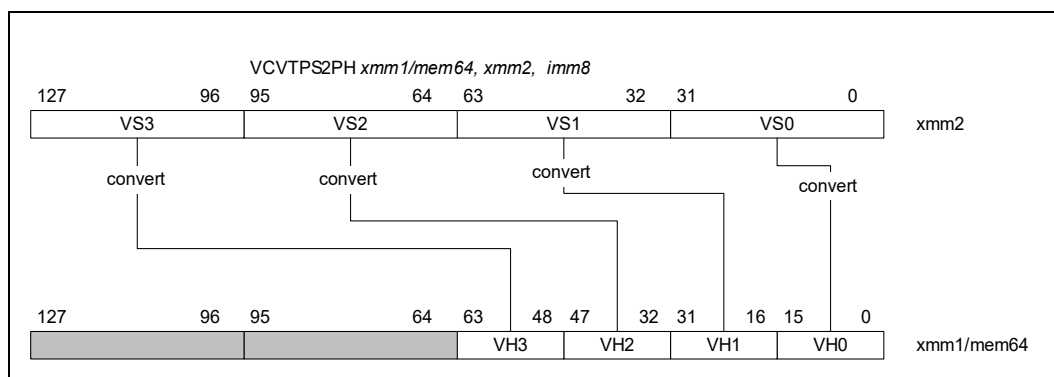 VCVTPS2PH xmm1/mem64, xmm2, imm8
127 96 95 64 63 32 31 0
VS3 VS2 VS1 VS0 xmm2
convert convert convert convert
127 96 95 64 63 48 47 32 31 16 15 0
VH3 VH2 VH1 VH0 xmm1/mem64